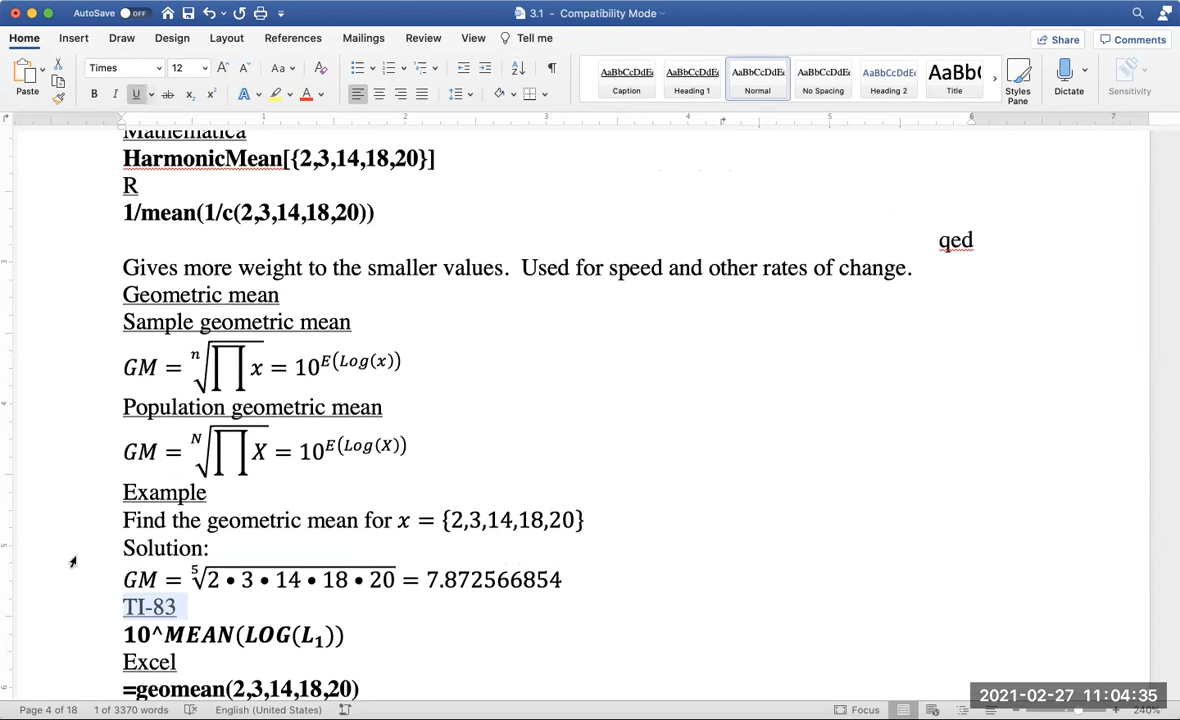 AutoSave OFF
3.1 - Compatibility Mode
Home Insert Draw Design Layout References Mailings Review View Tell me Share Comments
Paste Times 12 Aa Caption Heading 1 Normal No Spacing Heading 2 Title Styles Pane Dictate Sensitivity
Mathematica
HarmonicMean[{2,3,14,18,20}]
R
1/mean(1/c(2,3,14,18,20))
qed
Gives more weight to the smaller values.  Used for speed and other rates of change.
Geometric mean
Sample geometric mean
GM = ⁿ√∏ x = 10^E(Log(x))
Population geometric mean
GM = ᴺ√∏ X = 10^E(Log(X))
Example
Find the geometric mean for x = {2,3,14,18,20}
Solution:
GM = ⁵√2 • 3 • 14 • 18 • 20 = 7.872566854
TI-83
10^MEAN(LOG(L₁))
Excel
=geomean(2,3,14,18,20)
2021-02-27 11:04:35
Page 4 of 18 1 of 3370 words English (United States) Focus 240%